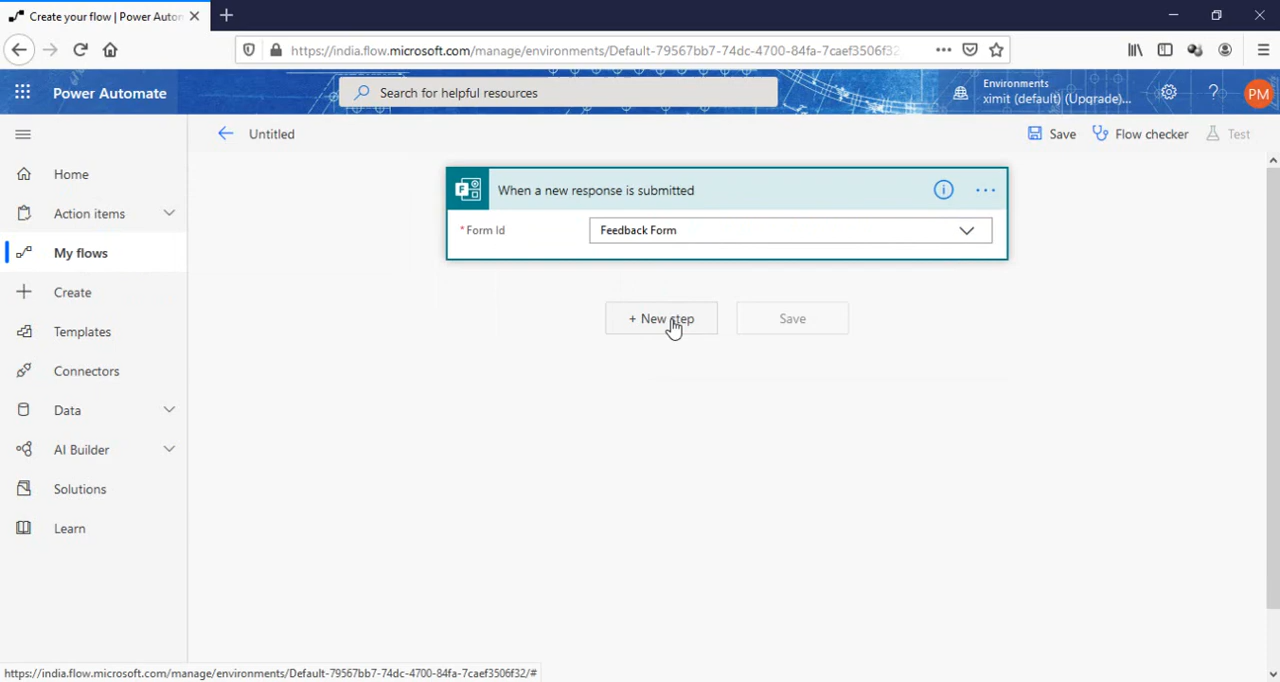 Create your flow | Power Auton
https://india.flow.microsoft.com/manage/environments/Default-79567bb7-74dc-4700-84fa-7caef3506f32
Power Automate
Search for helpful resources
Environments
ximit (default) (Upgrade)...
PM
Untitled
Save
Flow checker
Test
Home
Action items
My flows
Create
Templates
Connectors
Data
AI Builder
Solutions
Learn
When a new response is submitted
* Form Id
Feedback Form
+ New step
Save
https://india.flow.microsoft.com/manage/environments/Default-79567bb7-74dc-4700-84fa-7caef3506f32/#